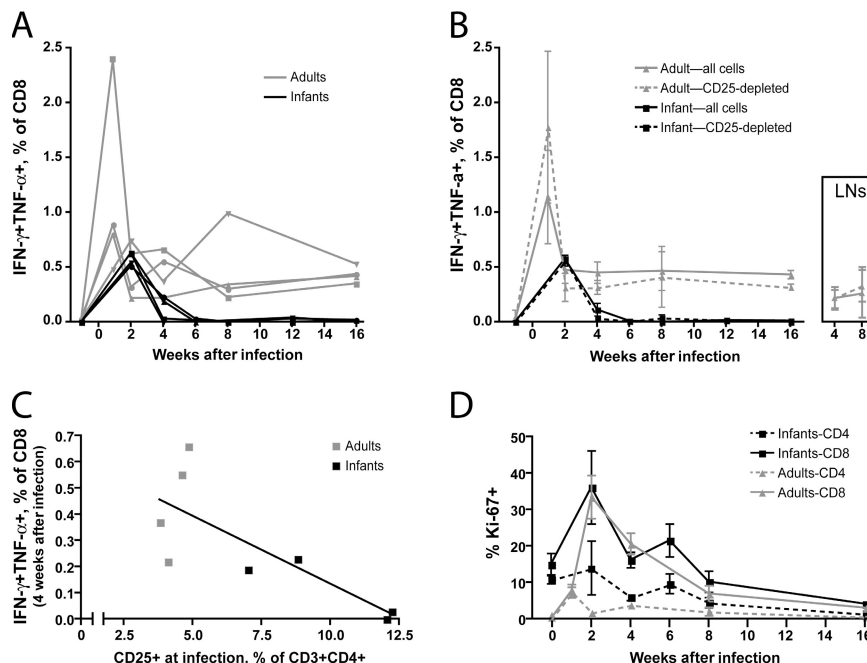 A
IFN-γ+TNF-α+, % of CD8
2.5
2.0
1.5
1.0
0.5
0.0
Adults
Infants
0 2 4 6 8 10 12 14 16
Weeks after infection
B
IFN-γ+TNF-a+, % of CD8
2.5
2.0
1.5
1.0
0.5
0.0
Adult—all cells
Adult—CD25-depleted
Infant—all cells
Infant—CD25-depleted
0 2 4 6 8 10 12 14 16
Weeks after infection
LNs
4 8
C
IFN-γ+TNF-α+, % of CD8
(4 weeks after infection)
0.7
0.6
0.5
0.4
0.3
0.2
0.1
0.0
Adults
Infants
0 2.5 5.0 7.5 10.0 12.5
CD25+ at infection, % of CD3+CD4+
D
% Ki-67+
50
40
30
20
10
0
Infants-CD4
Infants-CD8
Adults-CD4
Adults-CD8
0 2 4 6 8 10 12 14 16
Weeks after infection